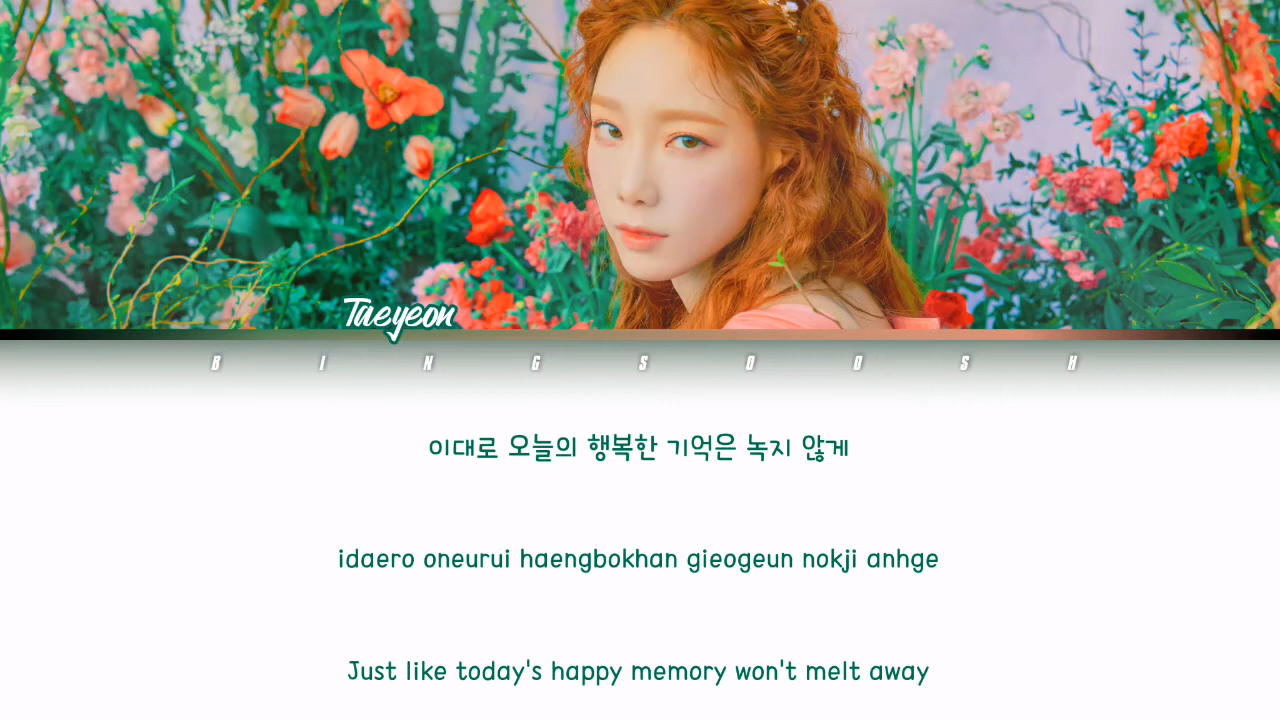 Taeyeon
BINGSOOSH
이대로 오늘의 행복한 기억은 녹지 않게
idaero oneurui haengbokhan gieogeun nokji anhge
Just like today's happy memory won't melt away